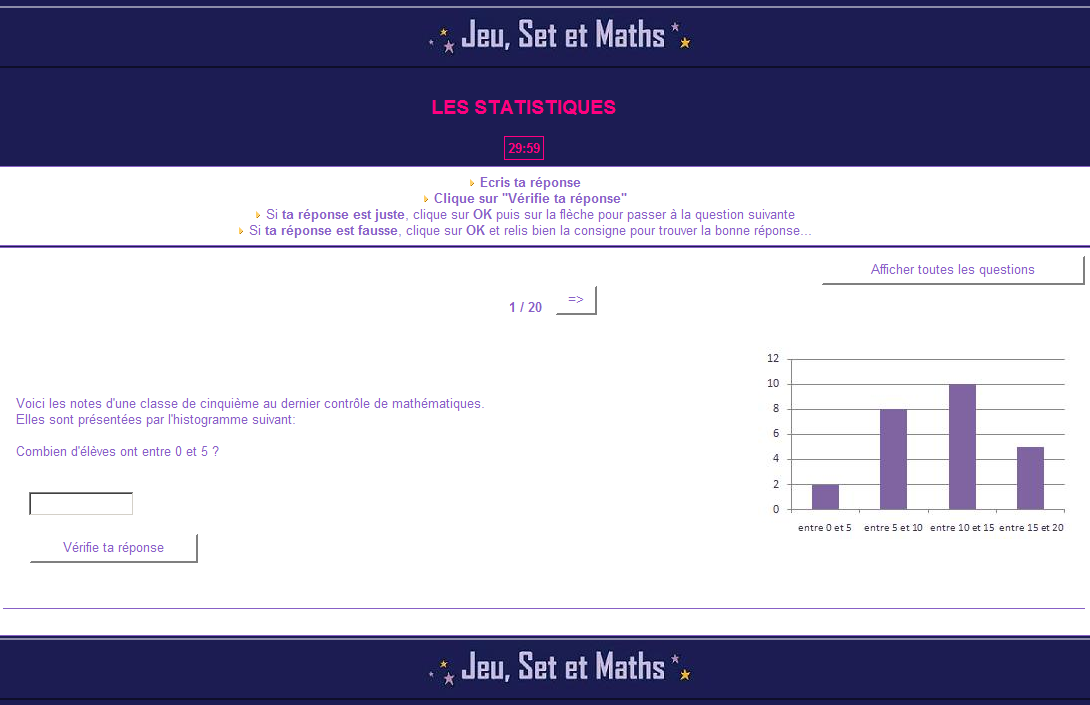 Jeu, Set et Maths
LES STATISTIQUES
29:59
Ecris ta réponse
Clique sur "Vérifie ta réponse"
Si ta réponse est juste, clique sur OK puis sur la flèche pour passer à la question suivante
Si ta réponse est fausse, clique sur OK et relis bien la consigne pour trouver la bonne réponse...
Afficher toutes les questions
1 / 20 =>
Voici les notes d'une classe de cinquième au dernier contrôle de mathématiques.
Elles sont présentées par l'histogramme suivant:
Combien d'élèves ont entre 0 et 5 ?
Vérifie ta réponse
12
10
8
6
4
2
0
entre 0 et 5 entre 5 et 10 entre 10 et 15 entre 15 et 20
Jeu, Set et Maths